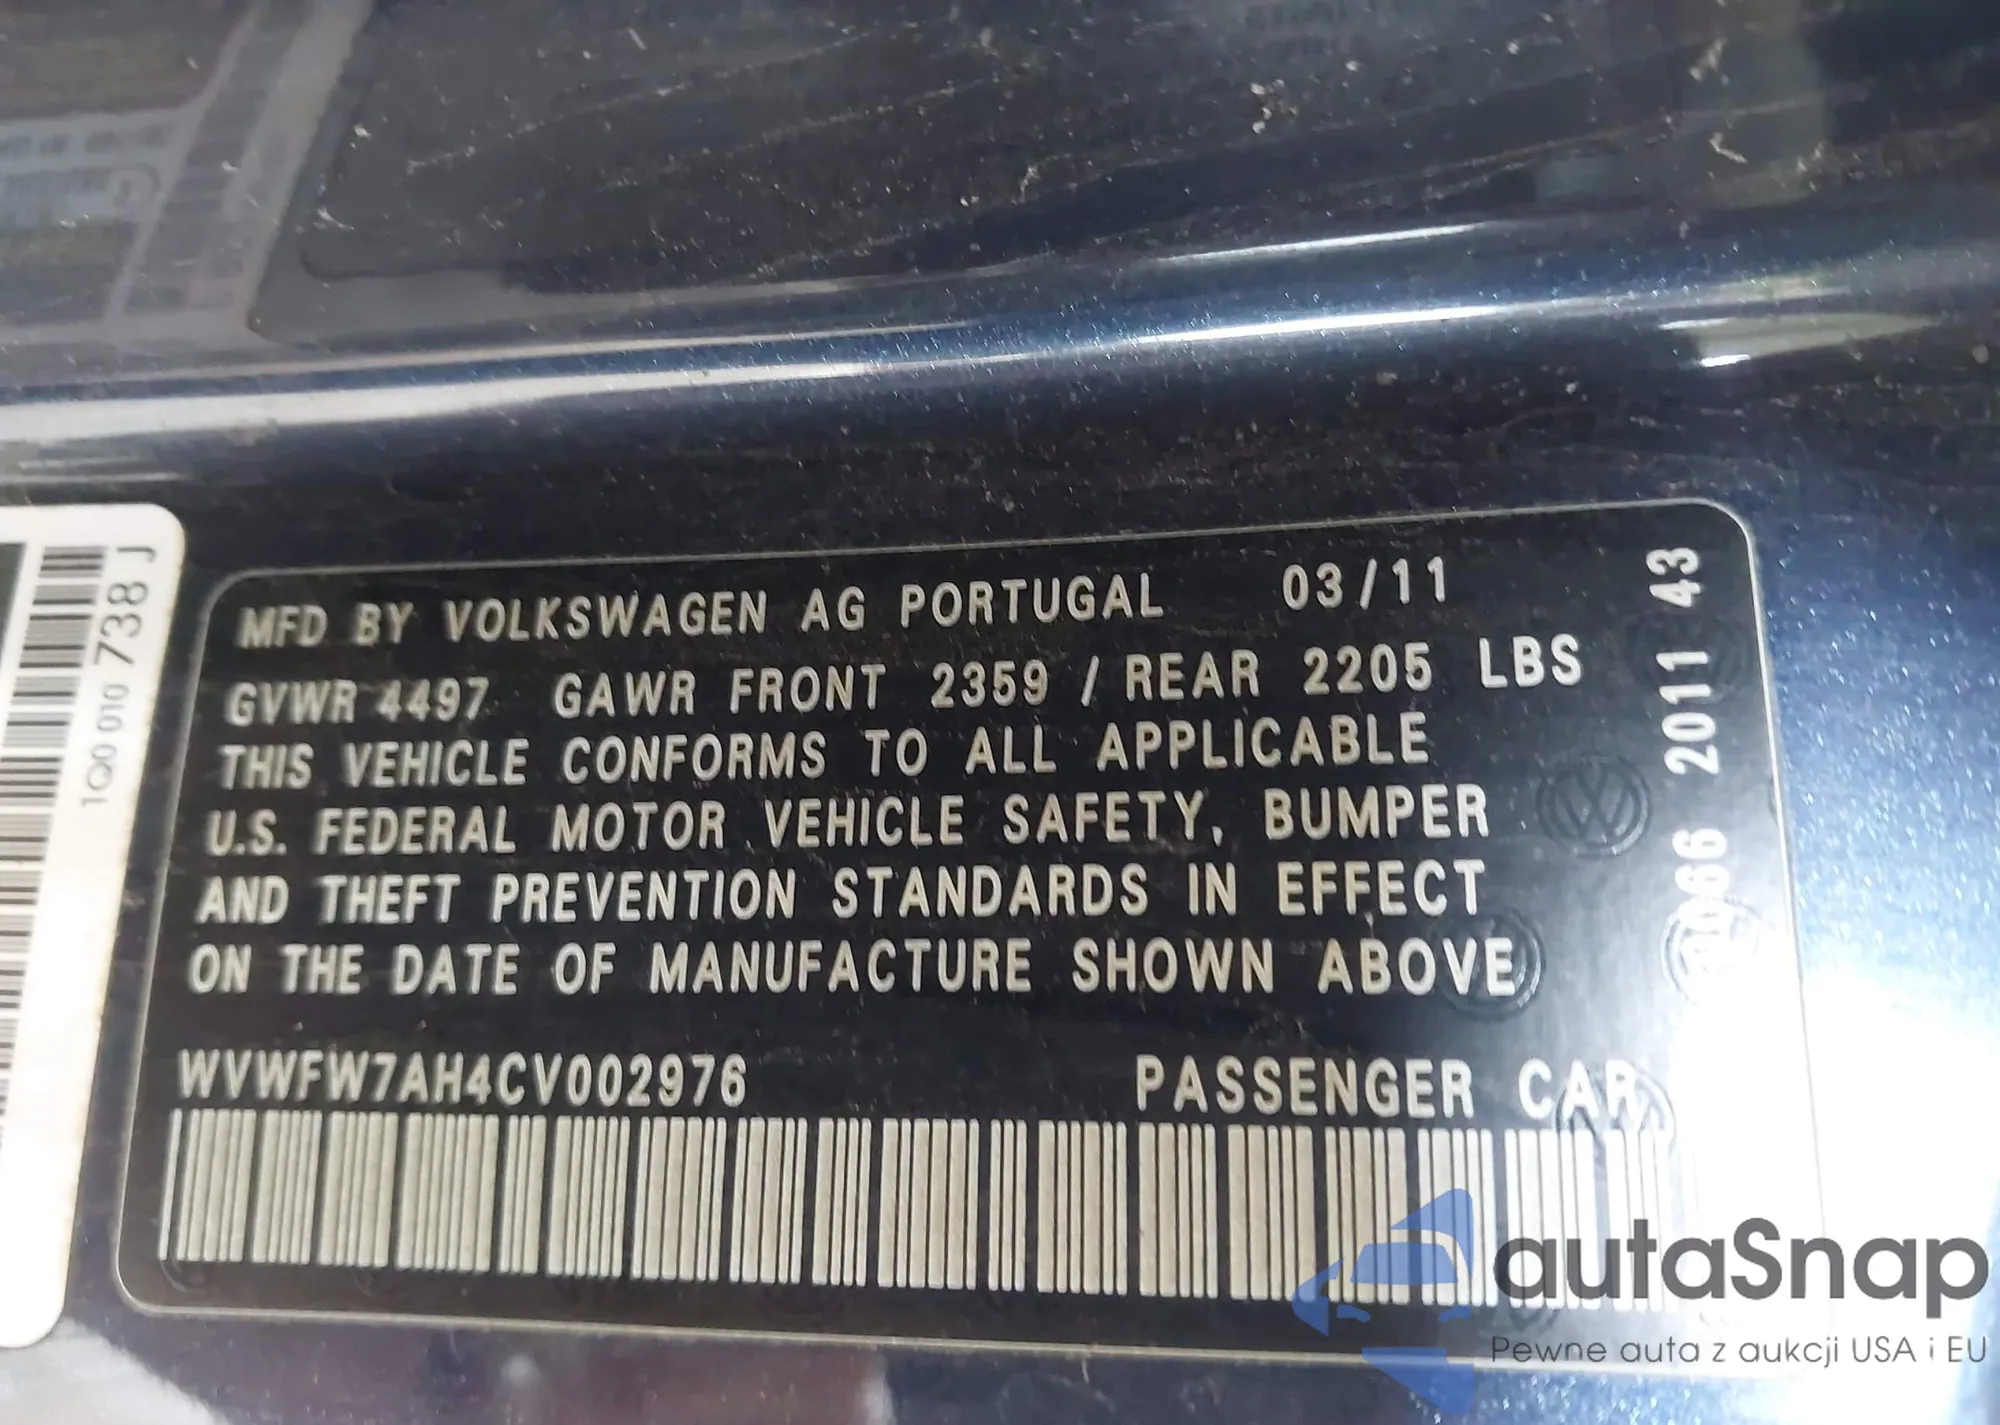 MFD BY VOLKSWAGEN AG PORTUGAL 03/11
GVWR 4497 GAWR FRONT 2359 / REAR 2205 LBS
THIS VEHICLE CONFORMS TO ALL APPLICABLE
U.S. FEDERAL MOTOR VEHICLE SAFETY, BUMPER
AND THEFT PREVENTION STANDARDS IN EFFECT
ON THE DATE OF MANUFACTURE SHOWN ABOVE
WVWFW7AH4CV002976 PASSENGER CAR
2011 43
1Q0 010 738 J
autaSnap
Pewne auta z aukcji USA i EU